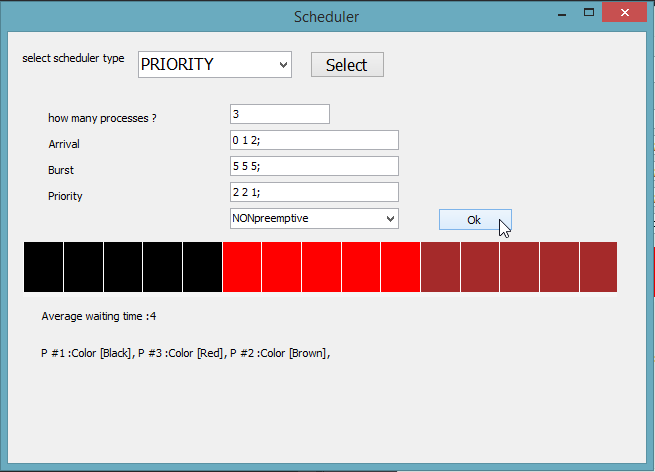 Scheduler
select scheduler type PRIORITY Select
how many processes ? 3
Arrival 0 1 2;
Burst 5 5 5;
Priority 2 2 1;
NONpreemptive Ok
Average waiting time :4
P #1 :Color [Black], P #3 :Color [Red], P #2 :Color [Brown],